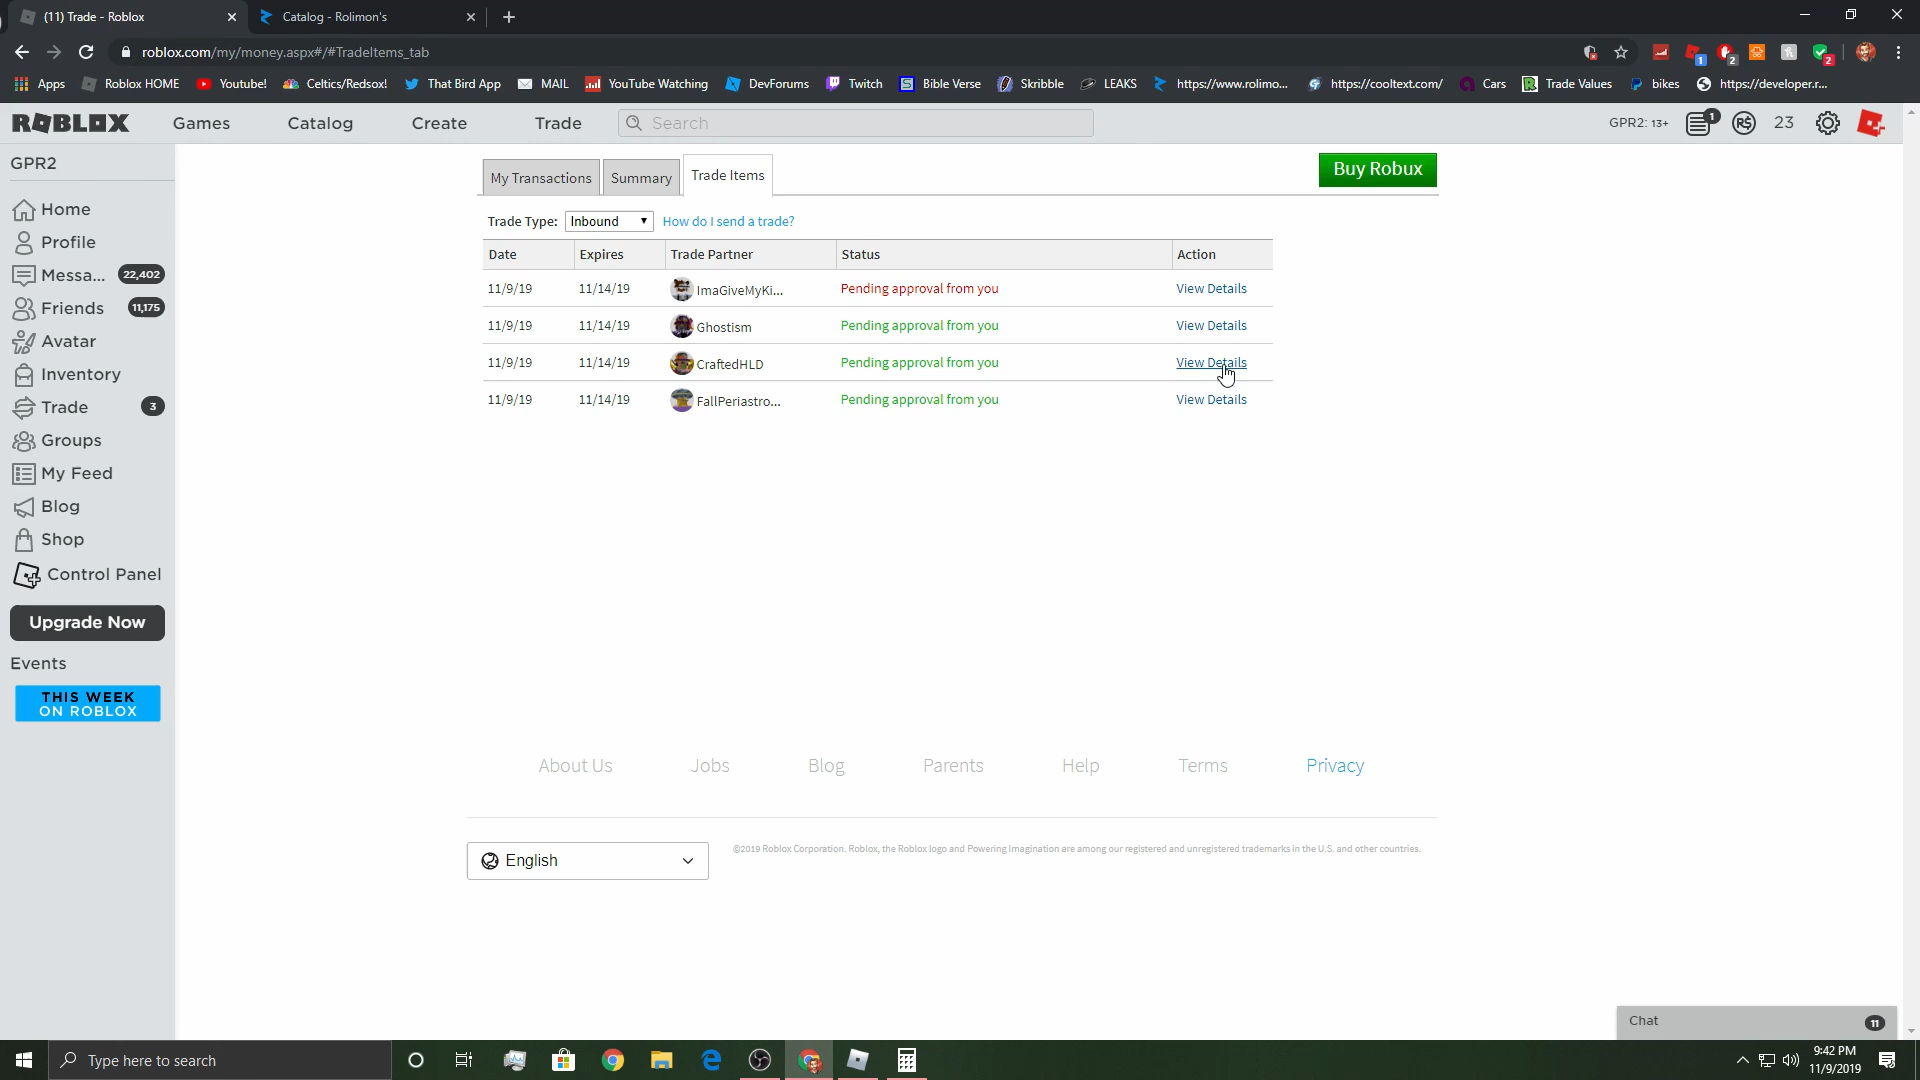 (11) Trade - Roblox
Catalog - Rolimon's
roblox.com/my/money.aspx#/#TradeItems_tab
Apps
Roblox HOME
Youtube!
Celtics/Redsox!
That Bird App
MAIL
YouTube Watching
DevForums
Twitch
Bible Verse
Skribble
LEAKS
https://www.rolimo...
https://cooltext.com/
Cars
Trade Values
bikes
https://developer.r...
1
2
2
ROBLOX
Games
Catalog
Create
Trade
Search
GPR2: 13+
1
23
GPR2
Home
Profile
Messa... 22,402
Friends 11,175
Avatar
Inventory
Trade 3
Groups
My Feed
Blog
Shop
Control Panel
Upgrade Now
Events
THIS WEEK
ON ROBLOX
My Transactions
Summary
Trade Items
Buy Robux
Trade Type: Inbound How do I send a trade?
Date Expires Trade Partner Status Action
11/9/19 11/14/19 ImaGiveMyKi... Pending approval from you View Details
11/9/19 11/14/19 Ghostism Pending approval from you View Details
11/9/19 11/14/19 CraftedHLD Pending approval from you View Details
11/9/19 11/14/19 FallPeriastro... Pending approval from you View Details
About Us
Jobs
Blog
Parents
Help
Terms
Privacy
English
©2019 Roblox Corporation. Roblox, the Roblox logo and Powering Imagination are among our registered and unregistered trademarks in the U.S. and other countries.
Chat 11
Type here to search
9:42 PM
11/9/2019